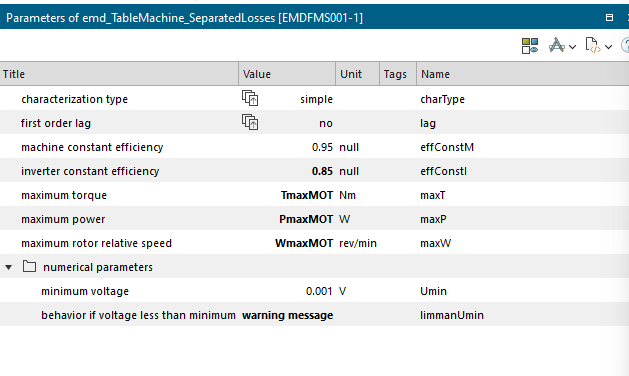 Parameters of emd_TableMachine_SeparatedLosses [EMDFMS001-1]
Title Value Unit Tags Name
characterization type simple charType
first order lag no lag
machine constant efficiency 0.95 null effConstM
inverter constant efficiency 0.85 null effConstI
maximum torque TmaxMOT Nm maxT
maximum power PmaxMOT W maxP
maximum rotor relative speed WmaxMOT rev/min maxW
numerical parameters
minimum voltage 0.001 V Umin
behavior if voltage less than minimum warning message limmanUmin